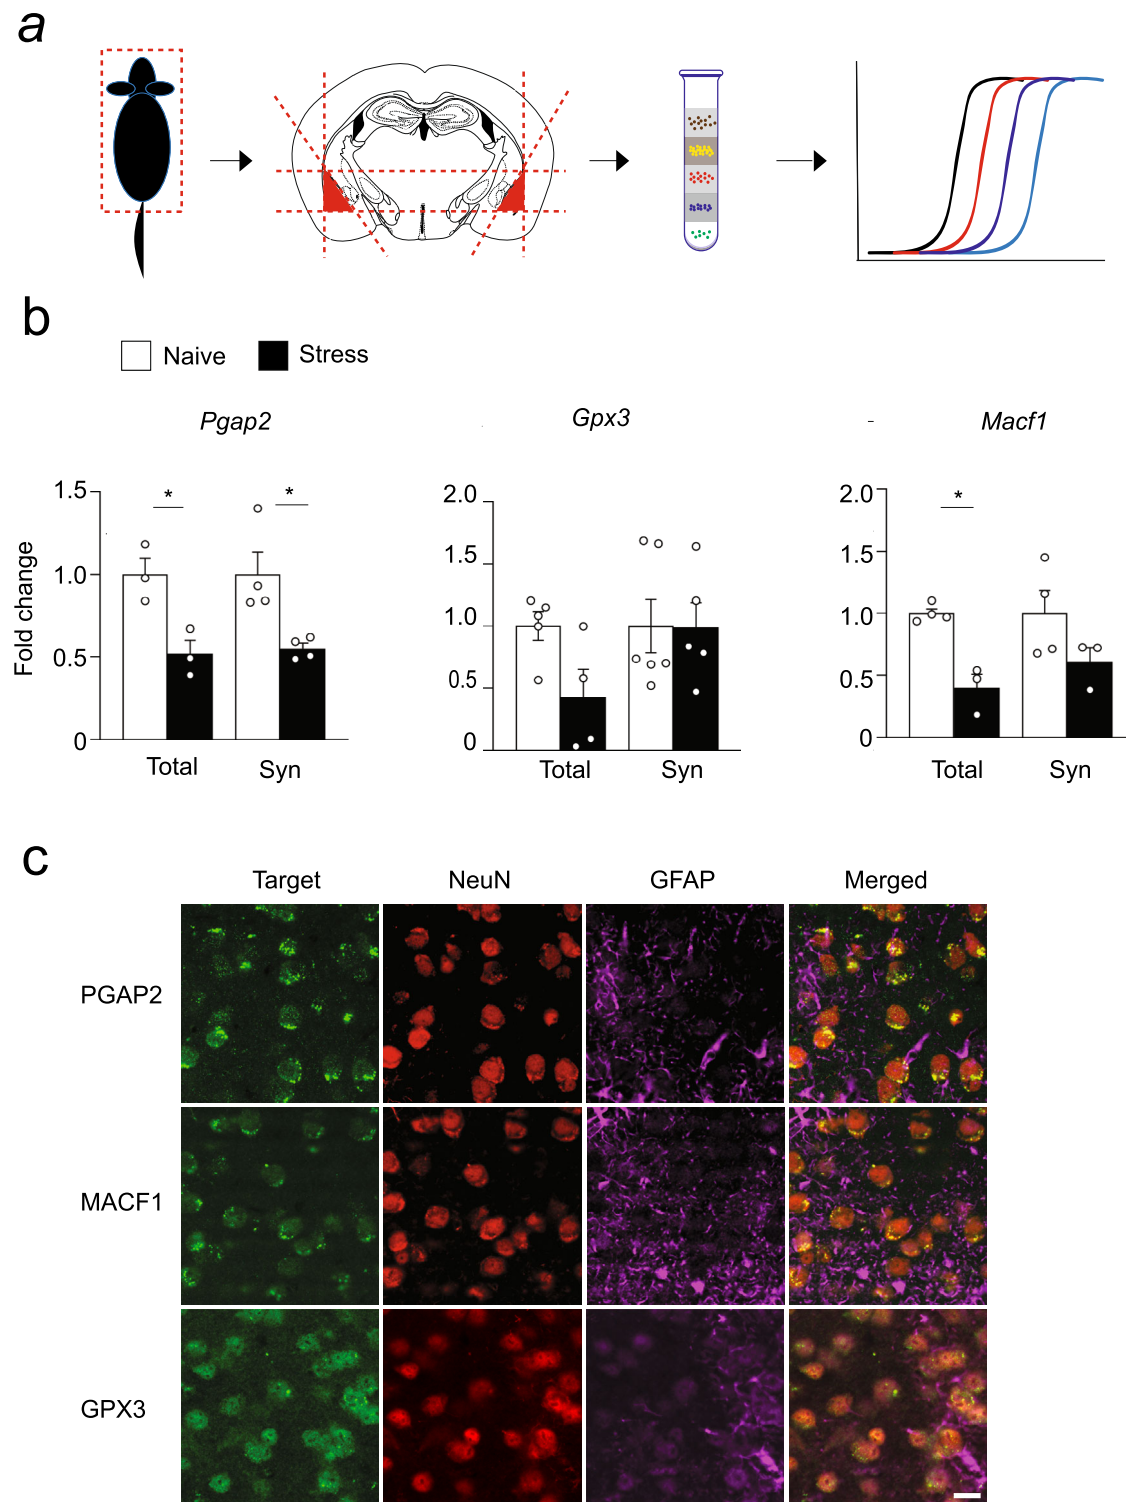 a
b
Naive Stress
Pgap2 Gpx3 Macf1
Fold change
1.5
1.0
0.5
0
* *
Total Syn
2.0
1.5
1.0
0.5
0
Total Syn
2.0
1.5
1.0
0.5
0
*
Total Syn
c
Target NeuN GFAP Merged
PGAP2
MACF1
GPX3